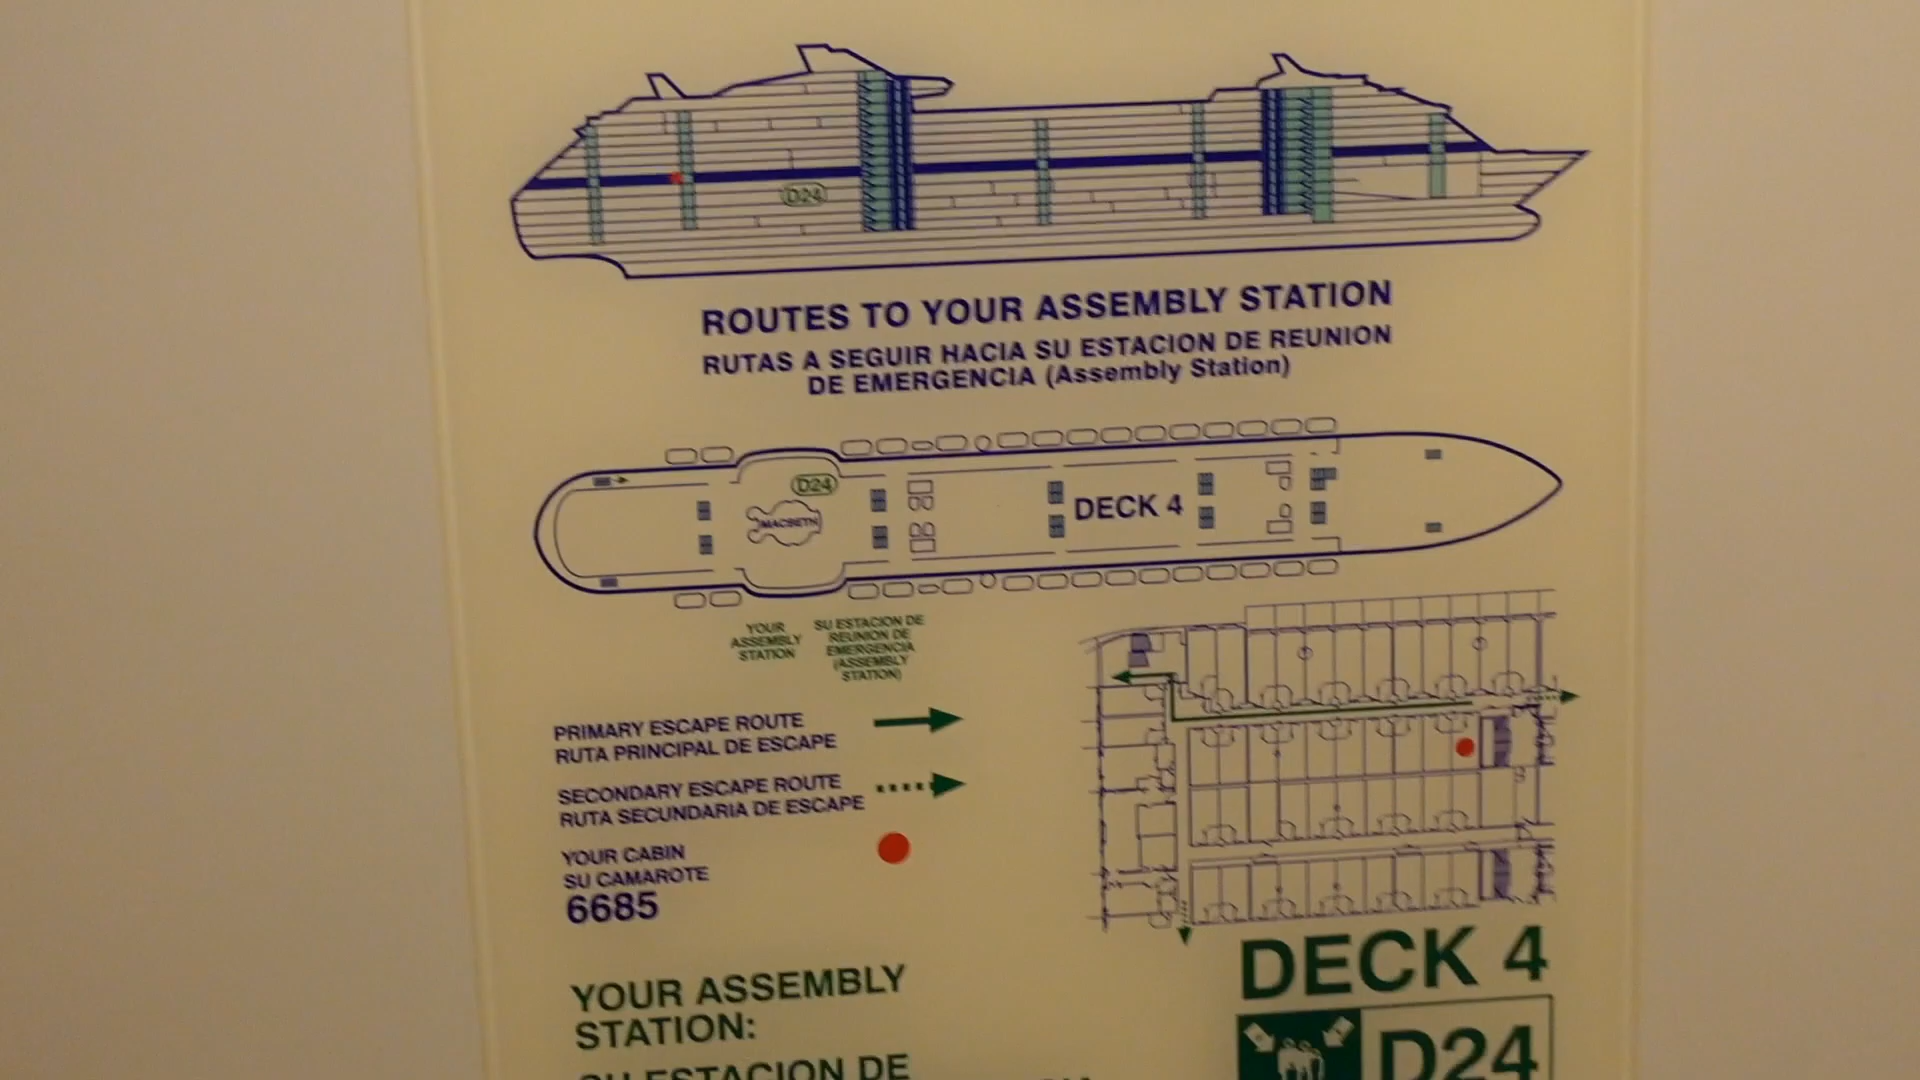 D24
ROUTES TO YOUR ASSEMBLY STATION
RUTAS A SEGUIR HACIA SU ESTACION DE REUNION
DE EMERGENCIA (Assembly Station)
D24
MACBETH
DECK 4
YOUR
ASSEMBLY
STATION
SU ESTACION DE
REUNION DE
EMERGENCIA
(ASSEMBLY
STATION)
PRIMARY ESCAPE ROUTE
RUTA PRINCIPAL DE ESCAPE
SECONDARY ESCAPE ROUTE
RUTA SECUNDARIA DE ESCAPE
YOUR CABIN
SU CAMAROTE
6685
YOUR ASSEMBLY
STATION:
SU ESTACION DE
DECK 4
D24